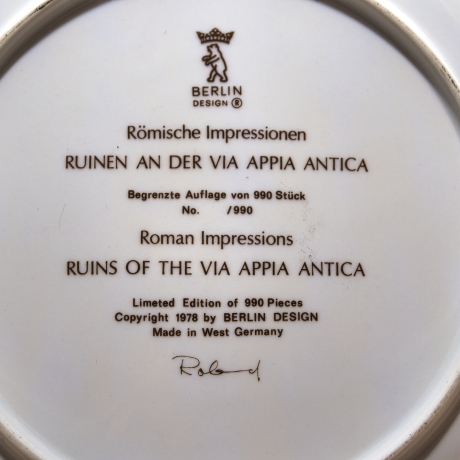 BERLIN
DESIGN ®
Römische Impressionen
RUINEN AN DER VIA APPIA ANTICA
Begrenzte Auflage von 990 Stück
No. /990
Roman Impressions
RUINS OF THE VIA APPIA ANTICA
Limited Edition of 990 Pieces
Copyright 1978 by BERLIN DESIGN
Made in West Germany
Roland